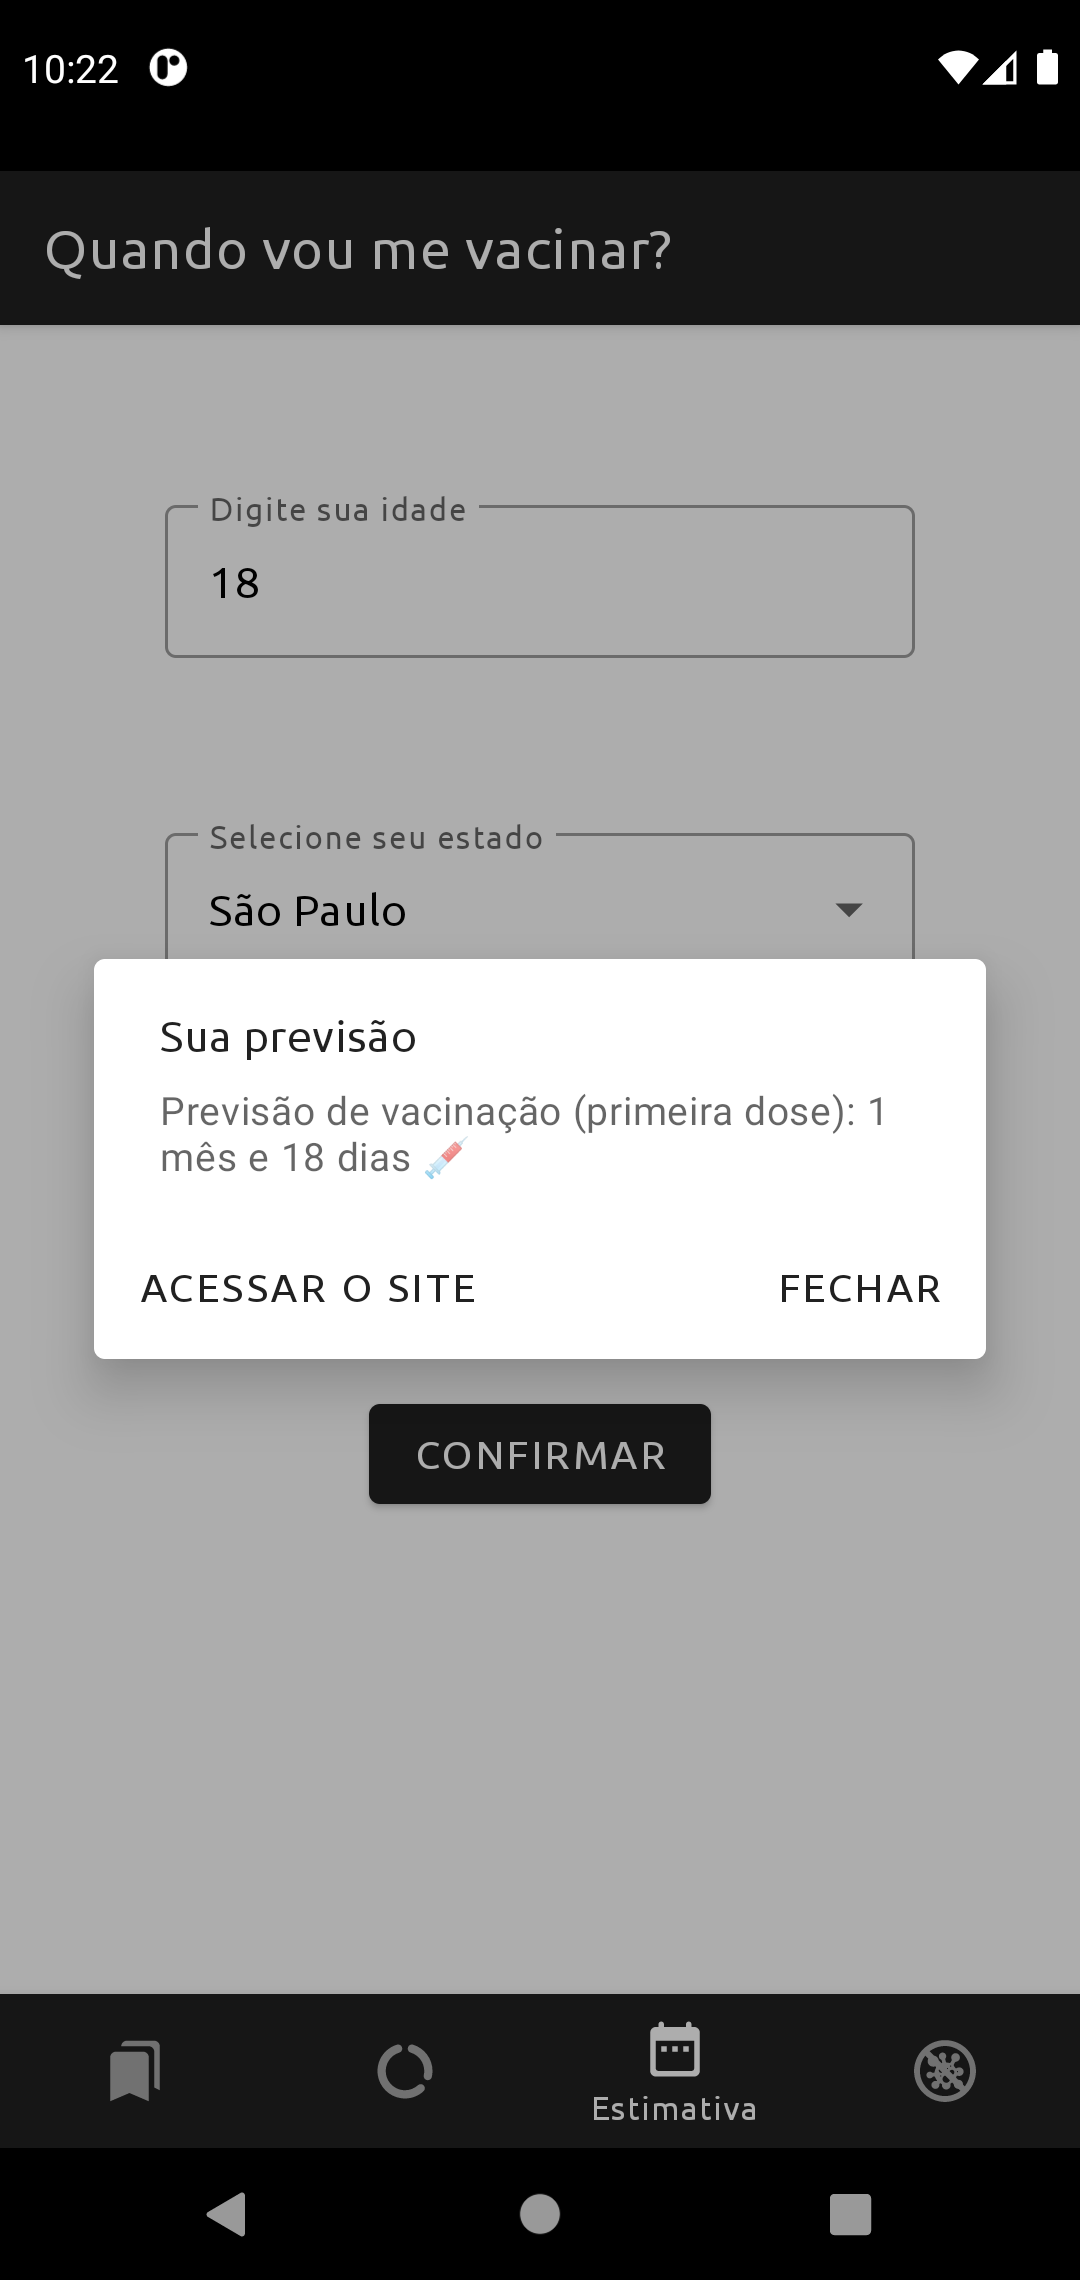 10:22
Quando vou me vacinar?
Digite sua idade
18
Selecione seu estado
São Paulo
Sua previsão
Previsão de vacinação (primeira dose): 1
mês e 18 dias 💉
ACESSAR O SITE FECHAR
CONFIRMAR
Estimativa